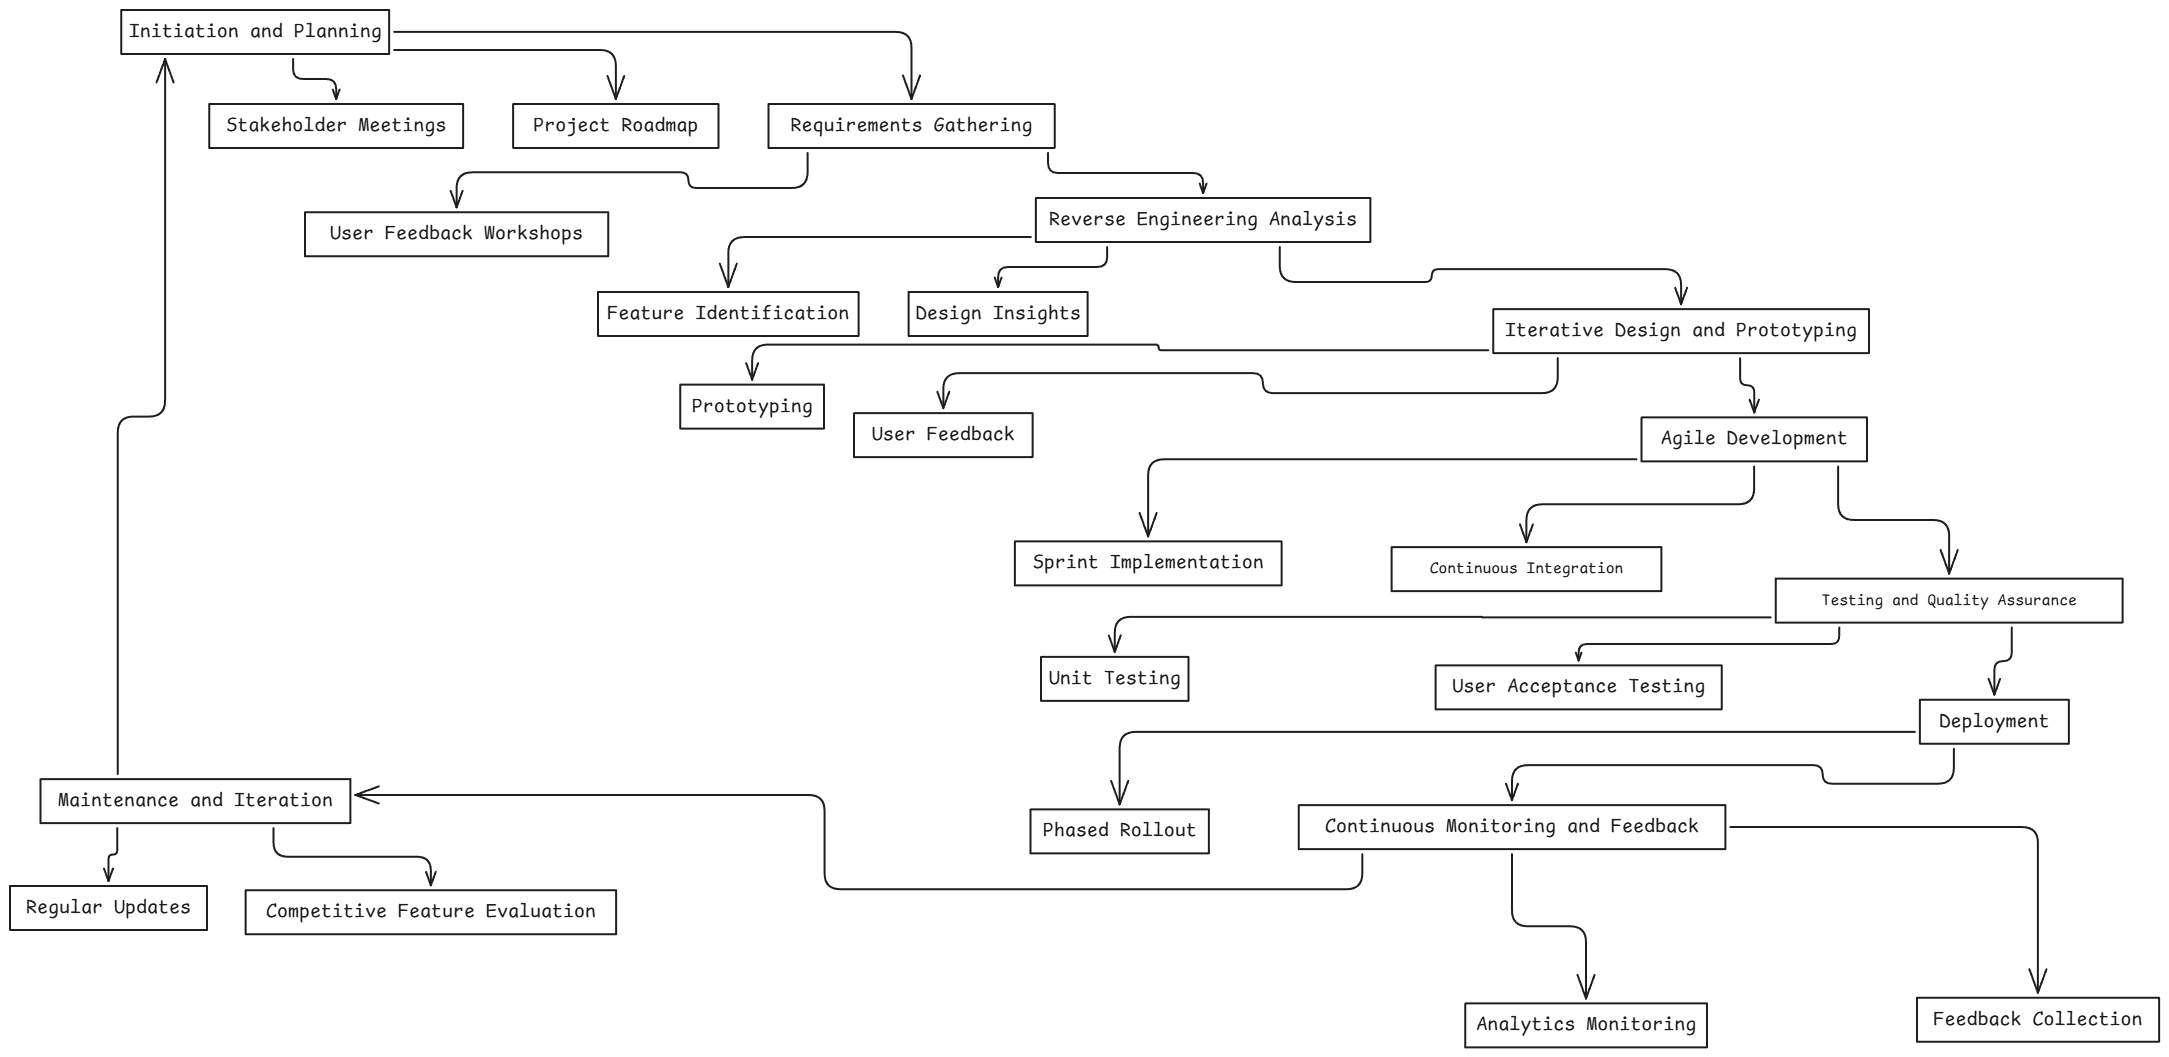 Initiation and Planning
Stakeholder Meetings
Project Roadmap
Requirements Gathering
User Feedback Workshops
Reverse Engineering Analysis
Feature Identification
Design Insights
Iterative Design and Prototyping
Prototyping
User Feedback
Agile Development
Sprint Implementation
Continuous Integration
Testing and Quality Assurance
Unit Testing
User Acceptance Testing
Deployment
Maintenance and Iteration
Phased Rollout
Continuous Monitoring and Feedback
Regular Updates
Competitive Feature Evaluation
Analytics Monitoring
Feedback Collection